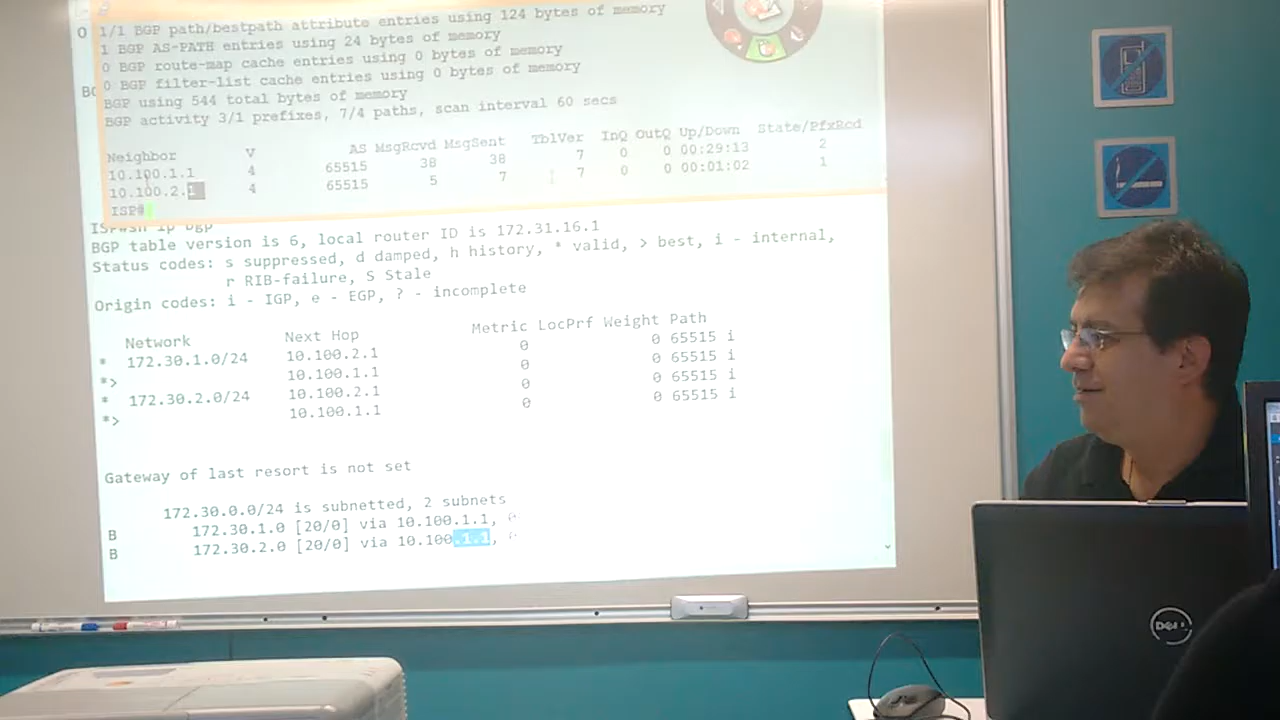 1/1 BGP path/bestpath attribute entries using 124 bytes of memory
1 BGP AS-PATH entries using 24 bytes of memory
0 BGP route-map cache entries using 0 bytes of memory
0 BGP filter-list cache entries using 0 bytes of memory
BGP using 544 total bytes of memory
BGP activity 3/1 prefixes, 7/4 paths, scan interval 60 secs
Neighbor V AS MsgRcvd MsgSent TblVer InQ OutQ Up/Down State/PfxRcd
10.100.1.1 4 65515 38 38 7 0 0 00:29:13 2
10.100.2.1 4 65515 5 7 7 0 0 00:01:02 1
ISP#
ISP#sh ip bgp
BGP table version is 6, local router ID is 172.31.16.1
Status codes: s suppressed, d damped, h history, * valid, > best, i - internal,
r RIB-failure, S Stale
Origin codes: i - IGP, e - EGP, ? - incomplete
Network Next Hop Metric LocPrf Weight Path
* 172.30.1.0/24 10.100.2.1 0 0 65515 i
*> 10.100.1.1 0 0 65515 i
* 172.30.2.0/24 10.100.2.1 0 0 65515 i
*> 10.100.1.1 0 0 65515 i
Gateway of last resort is not set
172.30.0.0/24 is subnetted, 2 subnets
B 172.30.1.0 [20/0] via 10.100.1.1,
B 172.30.2.0 [20/0] via 10.100.1.1,
DELL